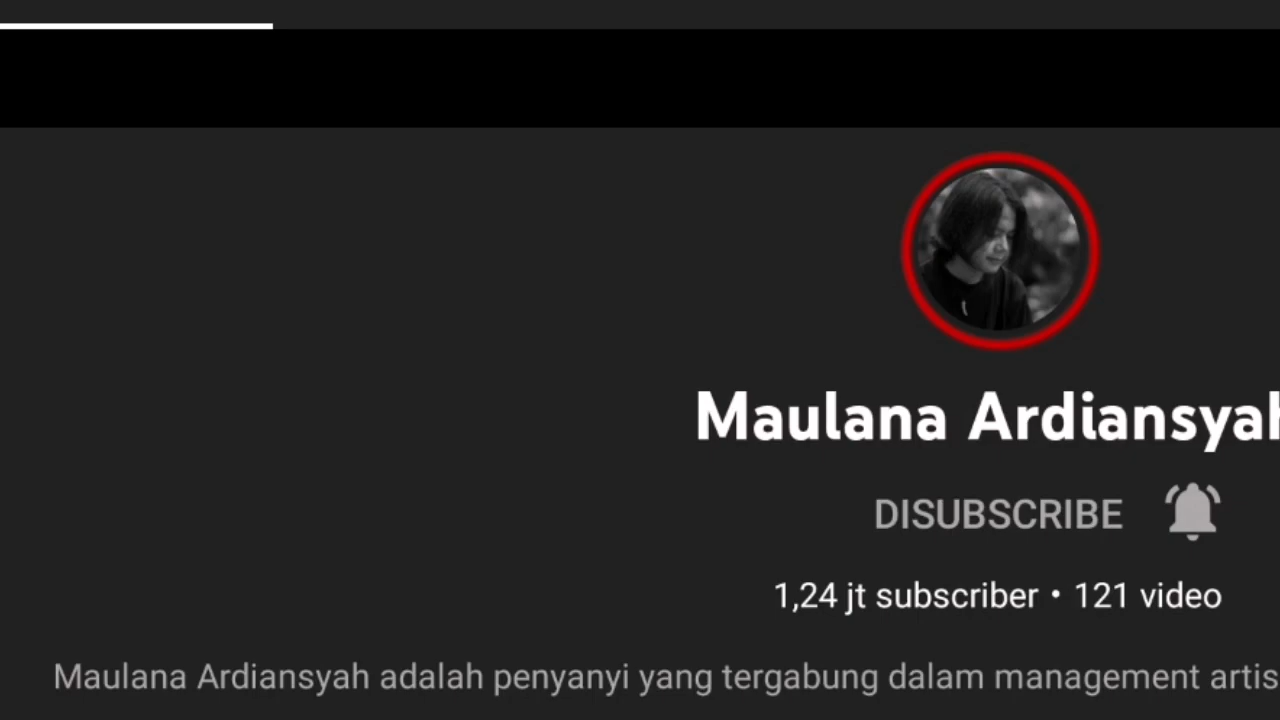 Maulana Ardiansyah
DISUBSCRIBE
1,24 jt subscriber • 121 video
Maulana Ardiansyah adalah penyanyi yang tergabung dalam management artis